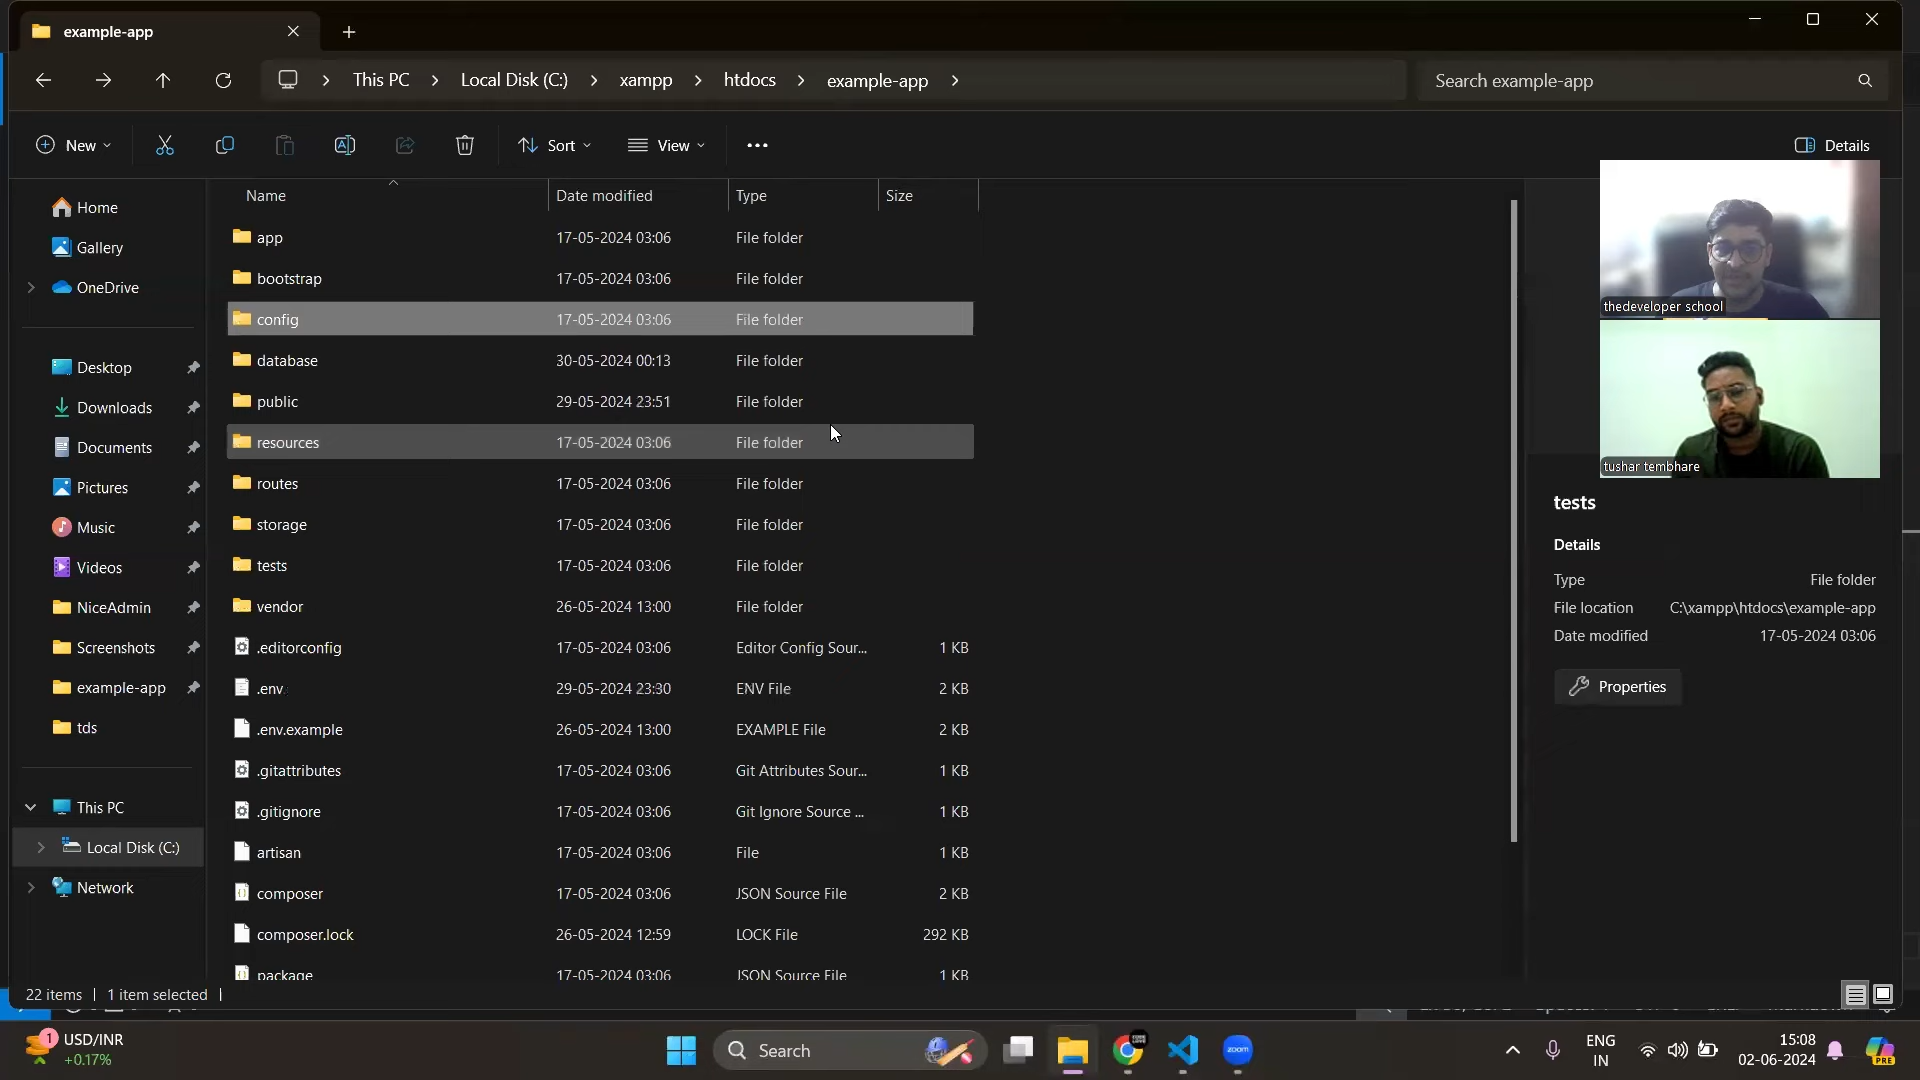 example-app
This PC
Local Disk (C:)
xampp
htdocs
example-app
Search example-app
New
Sort
View
Details
Home
Gallery
OneDrive
Desktop
Downloads
Documents
Pictures
Music
Videos
NiceAdmin
Screenshots
example-app
tds
This PC
Local Disk (C:)
Network
Name Date modified Type Size
app 17-05-2024 03:06 File folder
bootstrap 17-05-2024 03:06 File folder
config 17-05-2024 03:06 File folder
database 30-05-2024 00:13 File folder
public 29-05-2024 23:51 File folder
resources 17-05-2024 03:06 File folder
routes 17-05-2024 03:06 File folder
storage 17-05-2024 03:06 File folder
tests 17-05-2024 03:06 File folder
vendor 26-05-2024 13:00 File folder
.editorconfig 17-05-2024 03:06 Editor Config Sour... 1 KB
.env 29-05-2024 23:30 ENV File 2 KB
.env.example 26-05-2024 13:00 EXAMPLE File 2 KB
.gitattributes 17-05-2024 03:06 Git Attributes Sour... 1 KB
.gitignore 17-05-2024 03:06 Git Ignore Source ... 1 KB
artisan 17-05-2024 03:06 File 1 KB
composer 17-05-2024 03:06 JSON Source File 2 KB
composer.lock 26-05-2024 12:59 LOCK File 292 KB
package 17-05-2024 03:06 JSON Source File 1 KB
thedeveloper school
tushar tembhare
tests
Details
Type File folder
File location C:\xampp\htdocs\example-app
Date modified 17-05-2024 03:06
Properties
22 items
1 item selected
1
USD/INR
+0.17%
Search
zoom
ENG
IN
15:08
02-06-2024
PRE